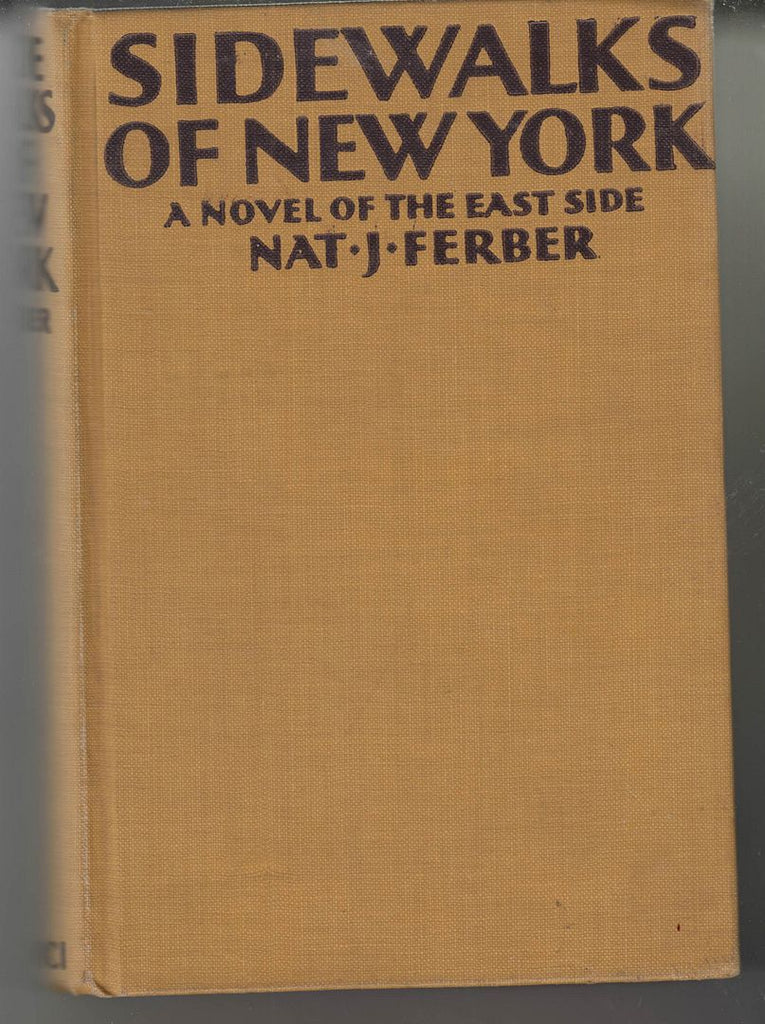 SIDEWALKS
OF NEW YORK
A NOVEL OF THE EAST SIDE
NAT·J·FERBER